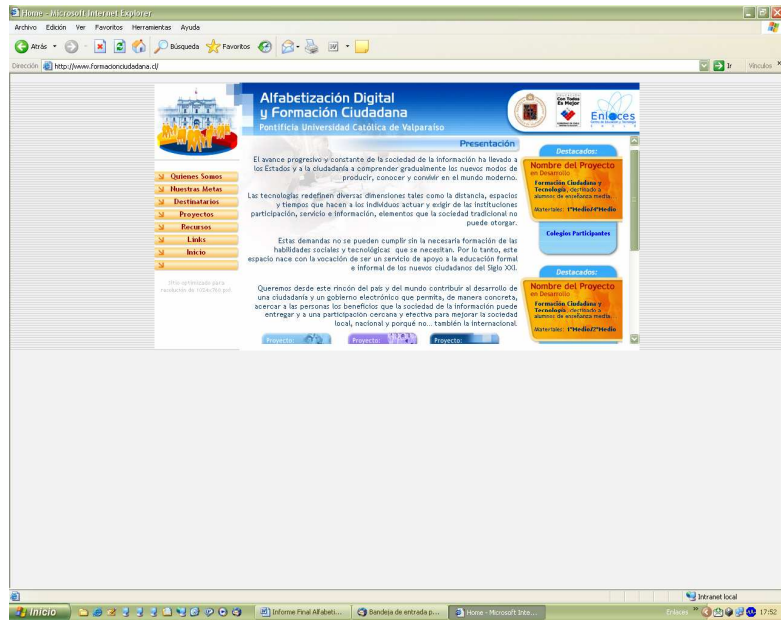 Home - Microsoft Internet Explorer
Archivo Edición Ver Favoritos Herramientas Ayuda
Atrás Búsqueda Favoritos
Dirección http://www.formacionciudadana.cl/ Ir Vínculos
Alfabetización Digital
y Formación Ciudadana
Pontificia Universidad Católica de Valparaíso
Con Todos
Es Mejor
Enlaces
Quienes Somos
Nuestras Metas
Destinatarios
Proyectos
Recursos
Links
Inicio
Presentación
El avance progresivo y constante de la sociedad de la información ha llevado a
los Estados y a la ciudadanía a comprender gradualmente los nuevos modos de
producir, conocer y convivir en el mundo moderno.
Las tecnologías redefinen diversas dimensiones tales como la distancia, espacios
y tiempos que hacen a los individuos actuar y exigir de las instituciones
participación, servicio e información, elementos que la sociedad tradicional no
puede otorgar.
Estas demandas no se pueden cumplir sin la necesaria formación de las
habilidades sociales y tecnológicas que se necesitan. Por lo tanto, este
espacio nace con la vocación de ser un servicio de apoyo a la educación formal
e informal de los nuevos ciudadanos del Siglo XXI.
Queremos desde este rincón del país y del mundo contribuir al desarrollo de
una ciudadanía y un gobierno electrónico que permita, de manera concreta,
acercar a las personas los beneficios que la sociedad de la información puede
entregar y a una participación cercana y efectiva para mejorar la sociedad
local, nacional y porqué no... también la internacional.
Proyecto: Proyecto: Proyecto:
Destacados:
Nombre del Proyecto
en Desarrollo
Formación Ciudadana y
Tecnología, destinado a
alumnos de enseñanza media.
Materiales: 1ºMedio/4ºMedio
Colegios Participantes
Destacados:
Nombre del Proyecto
en Desarrollo
Formación Ciudadana y
Tecnología, destinado a
alumnos de enseñanza media.
Materiales: 1ºMedio/2ºMedio
Intranet local
Inicio Informe Final Alfabeti... Bandeja de entrada p... Home - Microsoft Inte... Enlaces 17:52